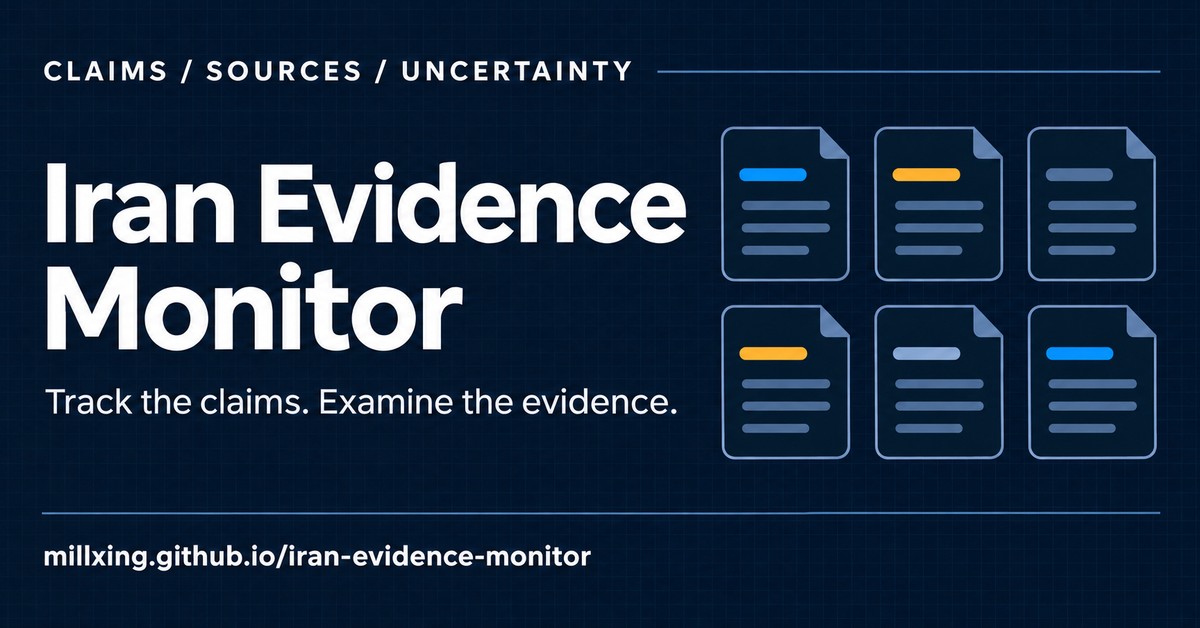 CLAIMS / SOURCES / UNCERTAINTY
Iran Evidence
Monitor
Track the claims. Examine the evidence.
millxing.github.io/iran-evidence-monitor